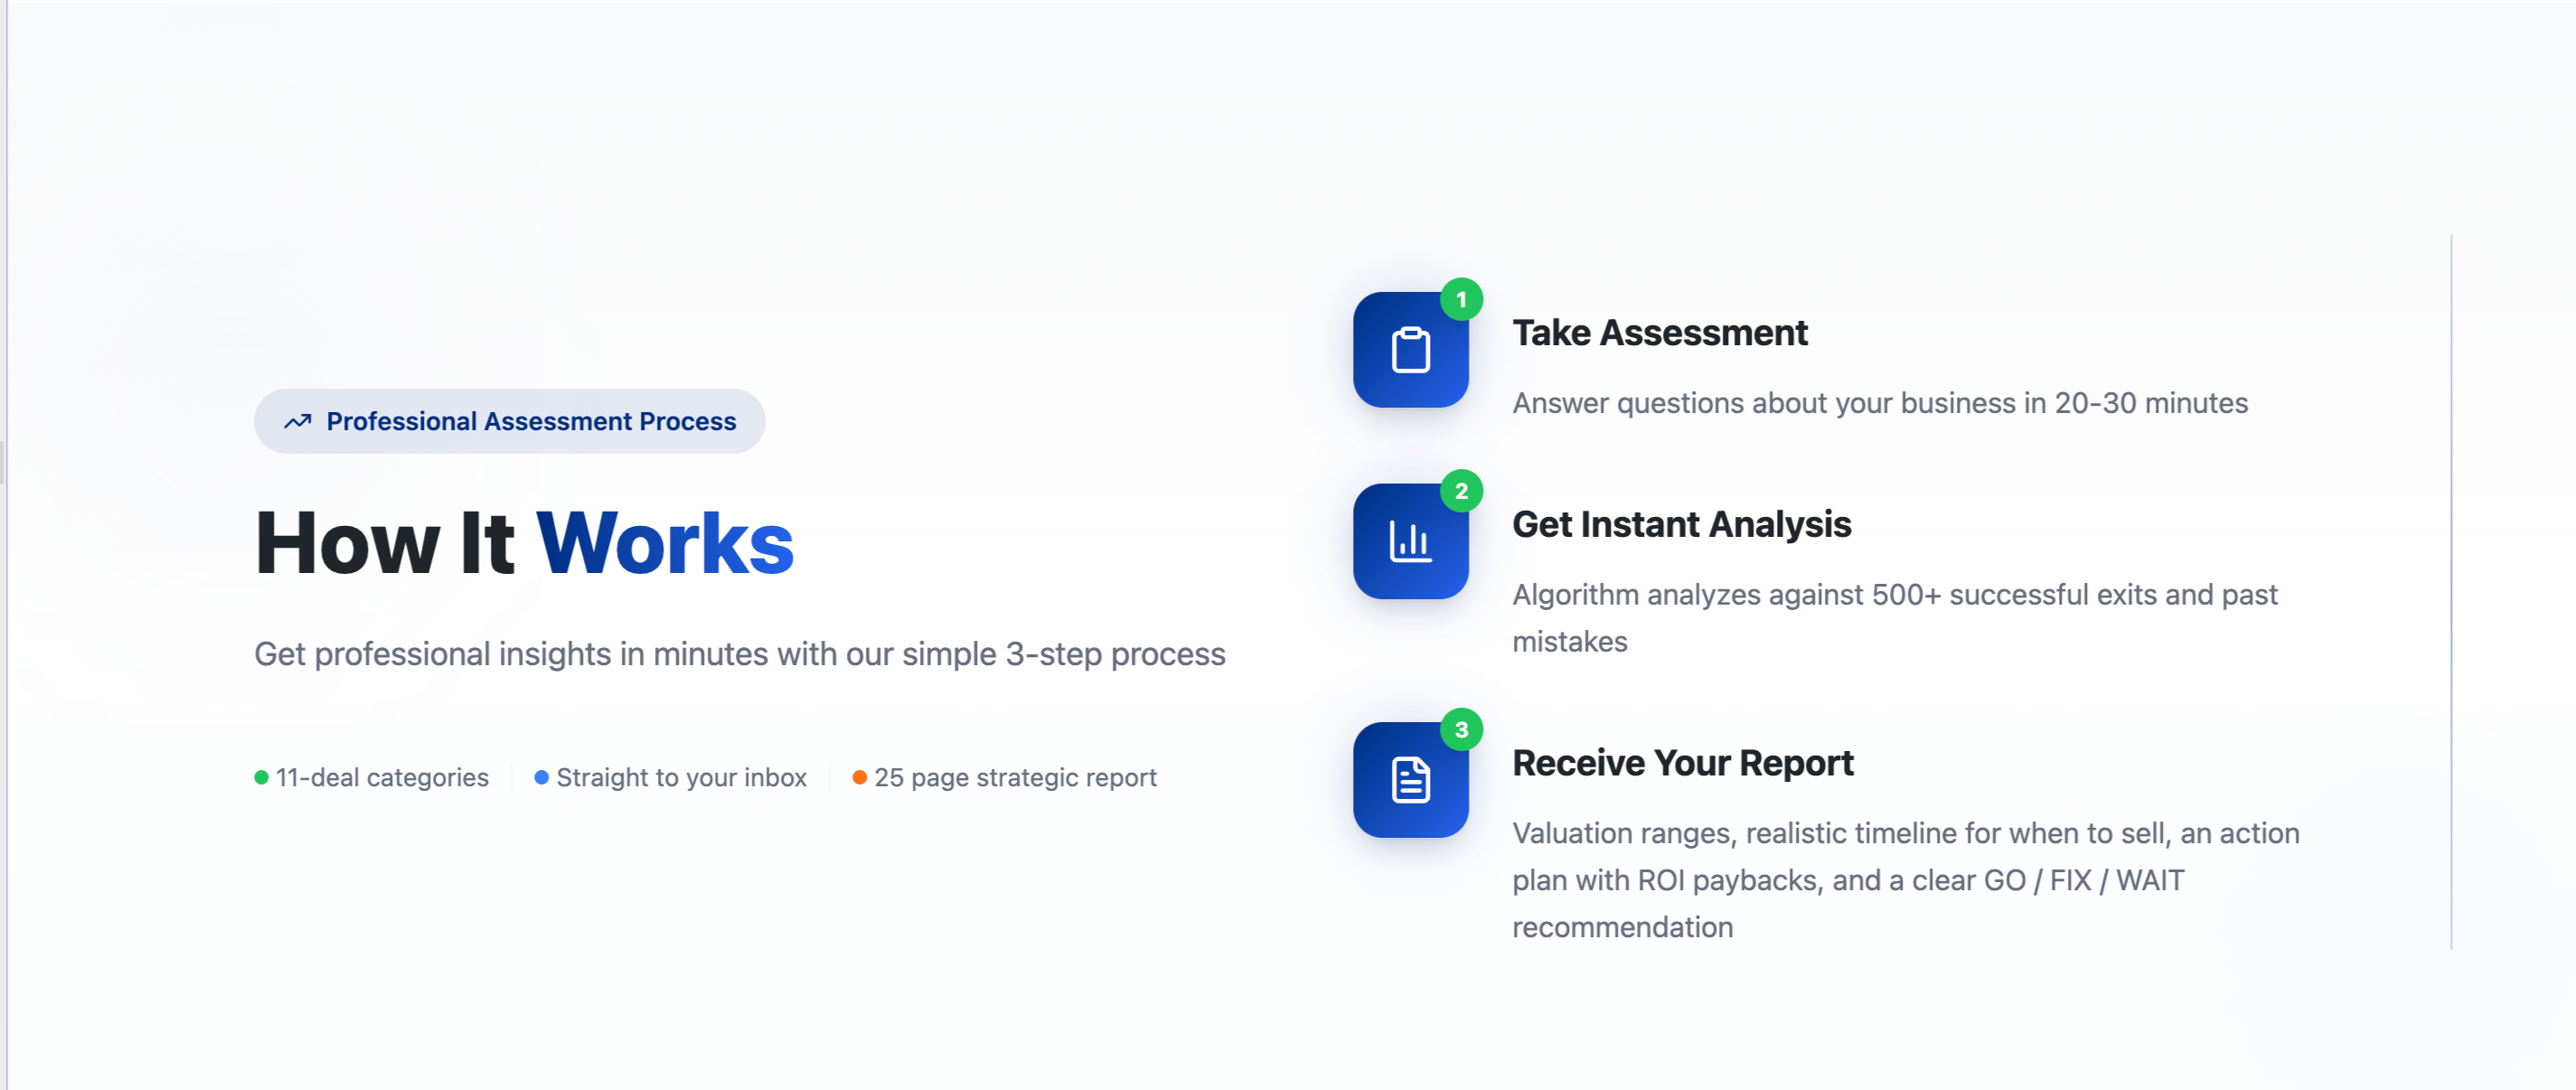 Professional Assessment Process
How It Works
Get professional insights in minutes with our simple 3-step process
11-deal categories
Straight to your inbox
25 page strategic report
1
Take Assessment
Answer questions about your business in 20-30 minutes
2
Get Instant Analysis
Algorithm analyzes against 500+ successful exits and past
mistakes
3
Receive Your Report
Valuation ranges, realistic timeline for when to sell, an action
plan with ROI paybacks, and a clear GO / FIX / WAIT
recommendation